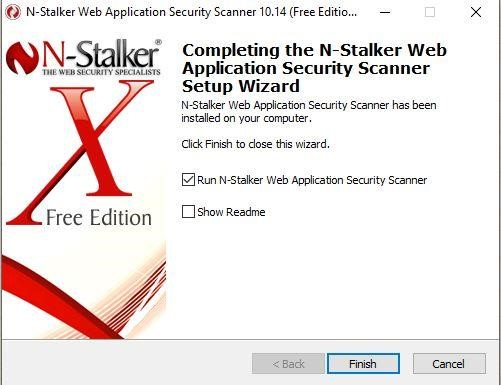 N-Stalker Web Application Security Scanner 10.14 (Free Editio...
N-Stalker®
THE WEB SECURITY SPECIALISTS
X
Free Edition
Completing the N-Stalker Web
Application Security Scanner
Setup Wizard
N-Stalker Web Application Security Scanner has been
installed on your computer.
Click Finish to close this wizard.
Run N-Stalker Web Application Security Scanner
Show Readme
< Back
Finish
Cancel